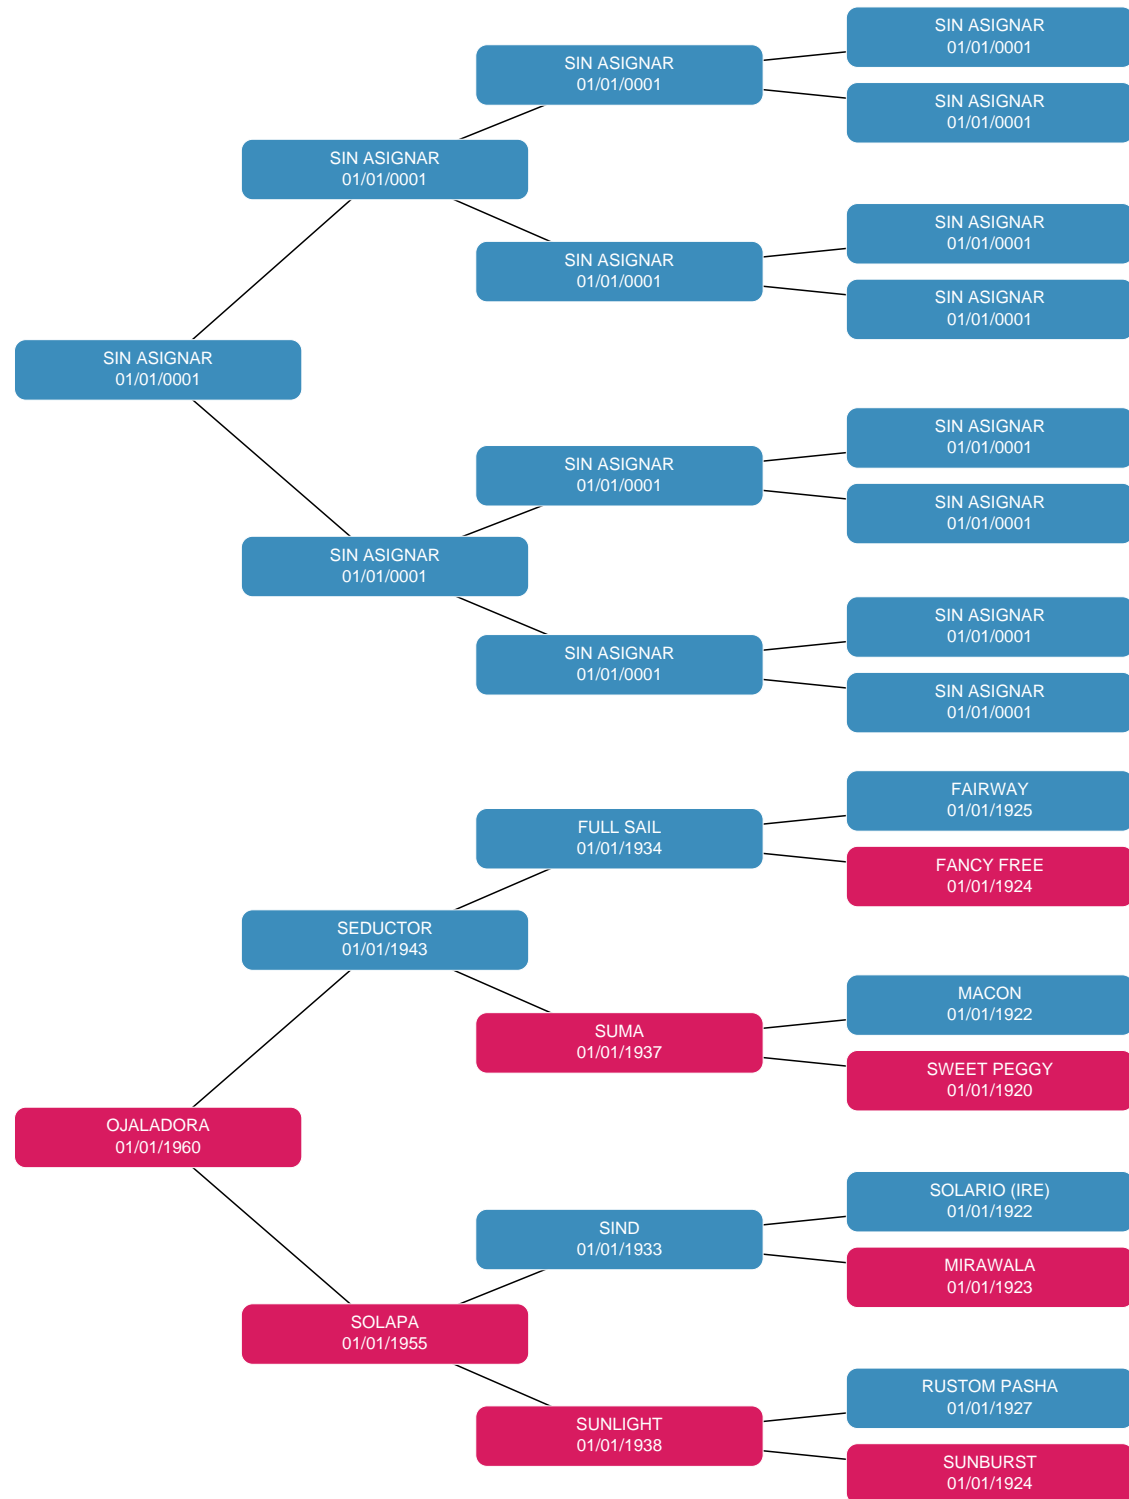 SIN ASIGNAR
01/01/0001
SIN ASIGNAR
01/01/0001
SIN ASIGNAR
01/01/0001
SIN ASIGNAR
01/01/0001
SIN ASIGNAR
01/01/0001
SIN ASIGNAR
01/01/0001
SIN ASIGNAR
01/01/0001
SIN ASIGNAR
01/01/0001
SIN ASIGNAR
01/01/0001
SIN ASIGNAR
01/01/0001
SIN ASIGNAR
01/01/0001
SIN ASIGNAR
01/01/0001
SIN ASIGNAR
01/01/0001
SIN ASIGNAR
01/01/0001
SIN ASIGNAR
01/01/0001
FAIRWAY
01/01/1925
FULL SAIL
01/01/1934
FANCY FREE
01/01/1924
SEDUCTOR
01/01/1943
MACON
01/01/1922
SUMA
01/01/1937
SWEET PEGGY
01/01/1920
OJALADORA
01/01/1960
SOLARIO (IRE)
01/01/1922
SIND
01/01/1933
MIRAWALA
01/01/1923
SOLAPA
01/01/1955
RUSTOM PASHA
01/01/1927
SUNLIGHT
01/01/1938
SUNBURST
01/01/1924